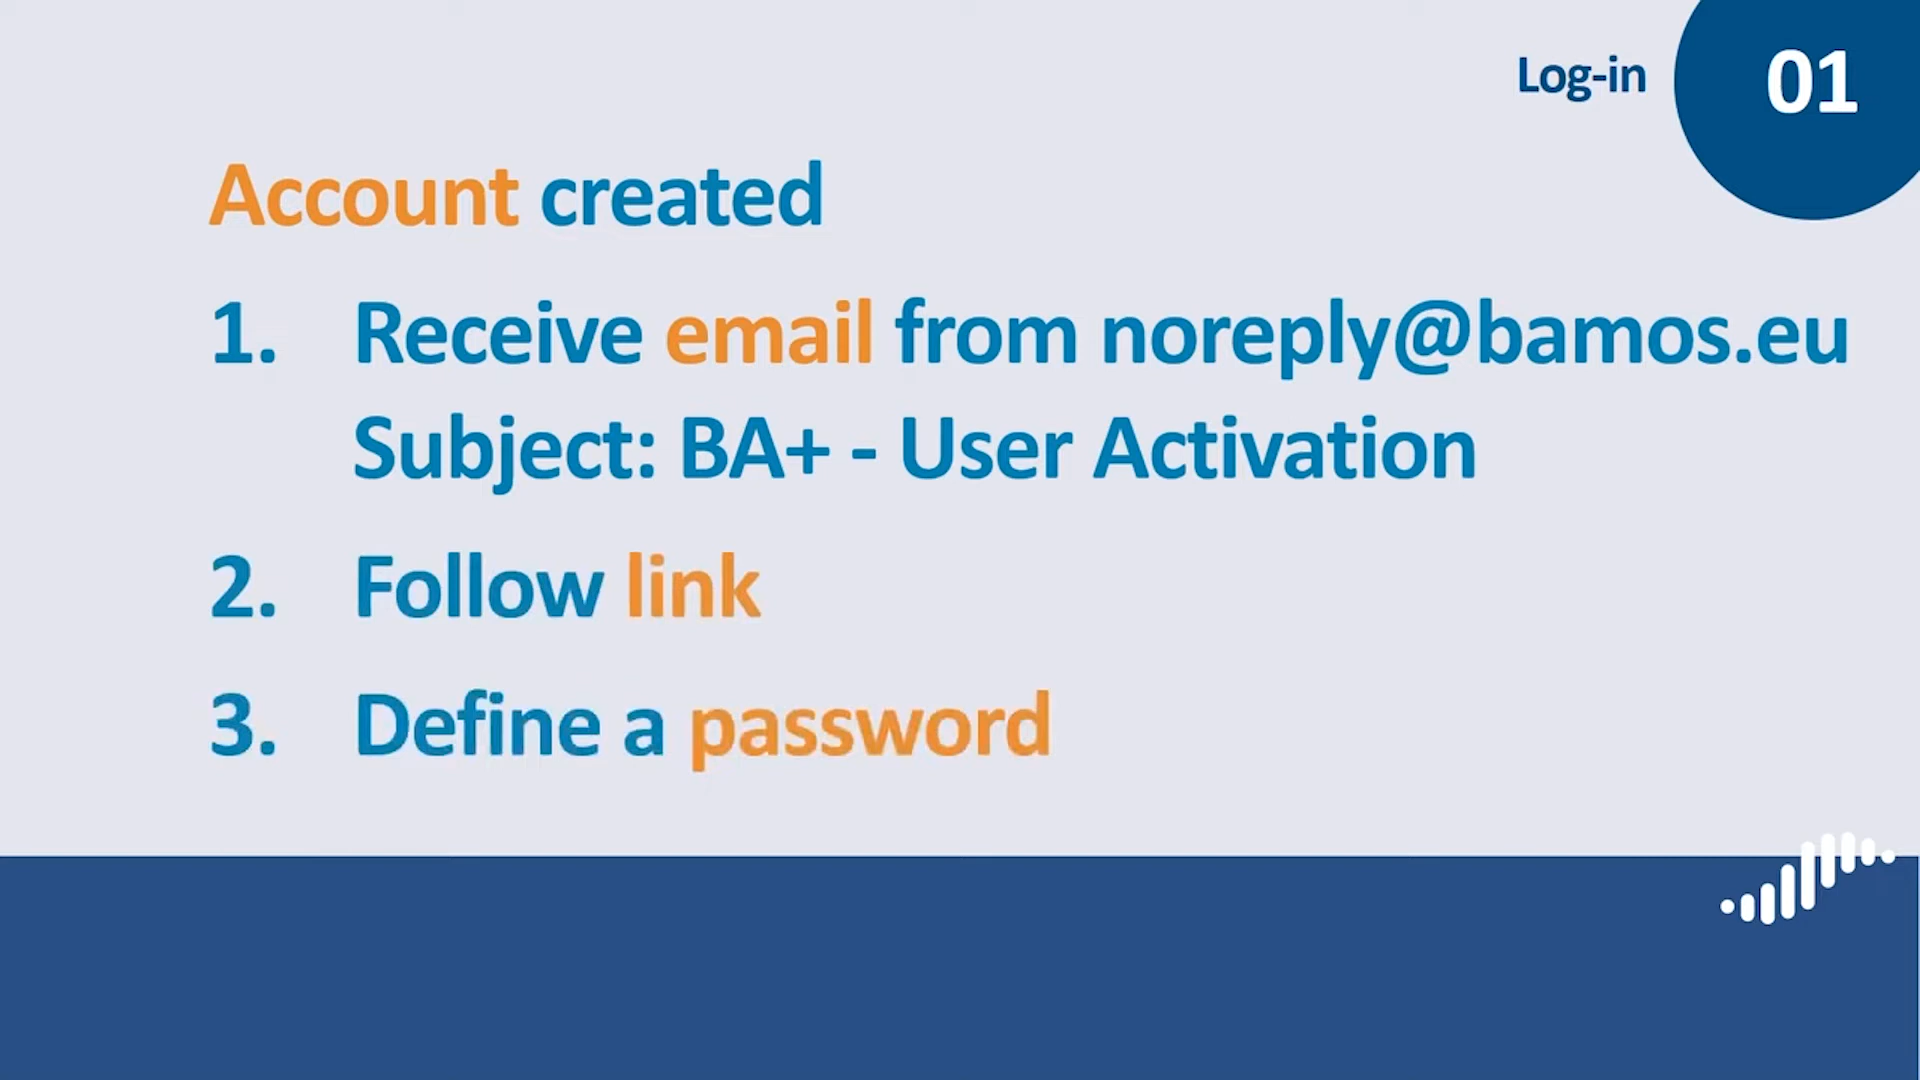 Log-in
01
Account created
1. Receive email from noreply@bamos.eu
Subject: BA+ - User Activation
2. Follow link
3. Define a password